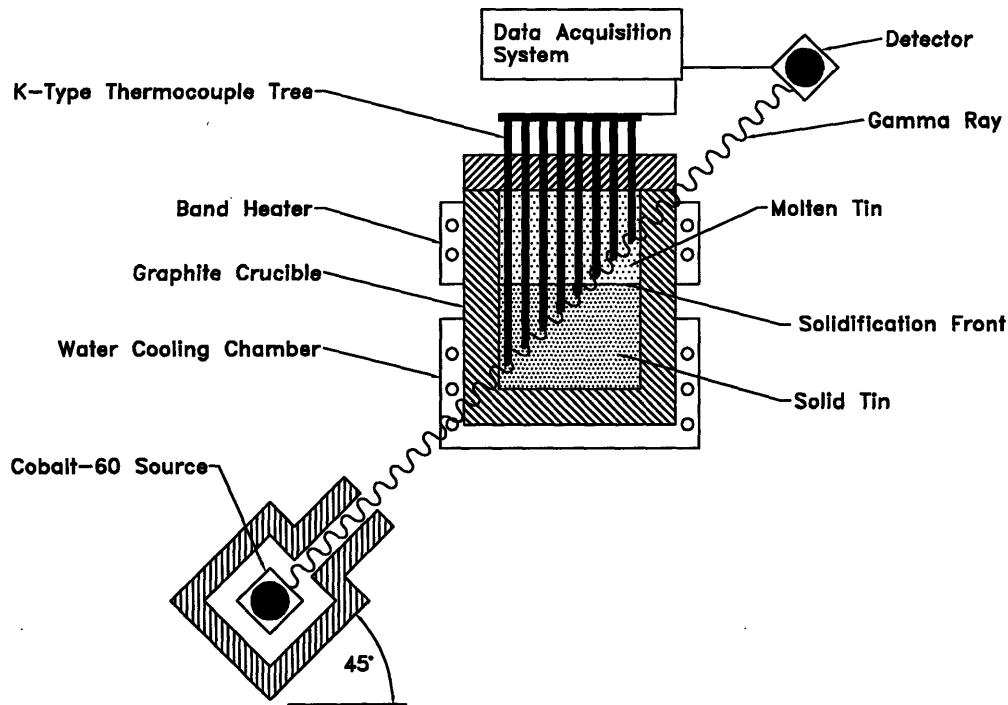 Data Acquisition
System
Detector
K-Type Thermocouple Tree
Gamma Ray
Band Heater
Molten Tin
Graphite Crucible
Solidification Front
Water Cooling Chamber
Solid Tin
Cobalt-60 Source
45°